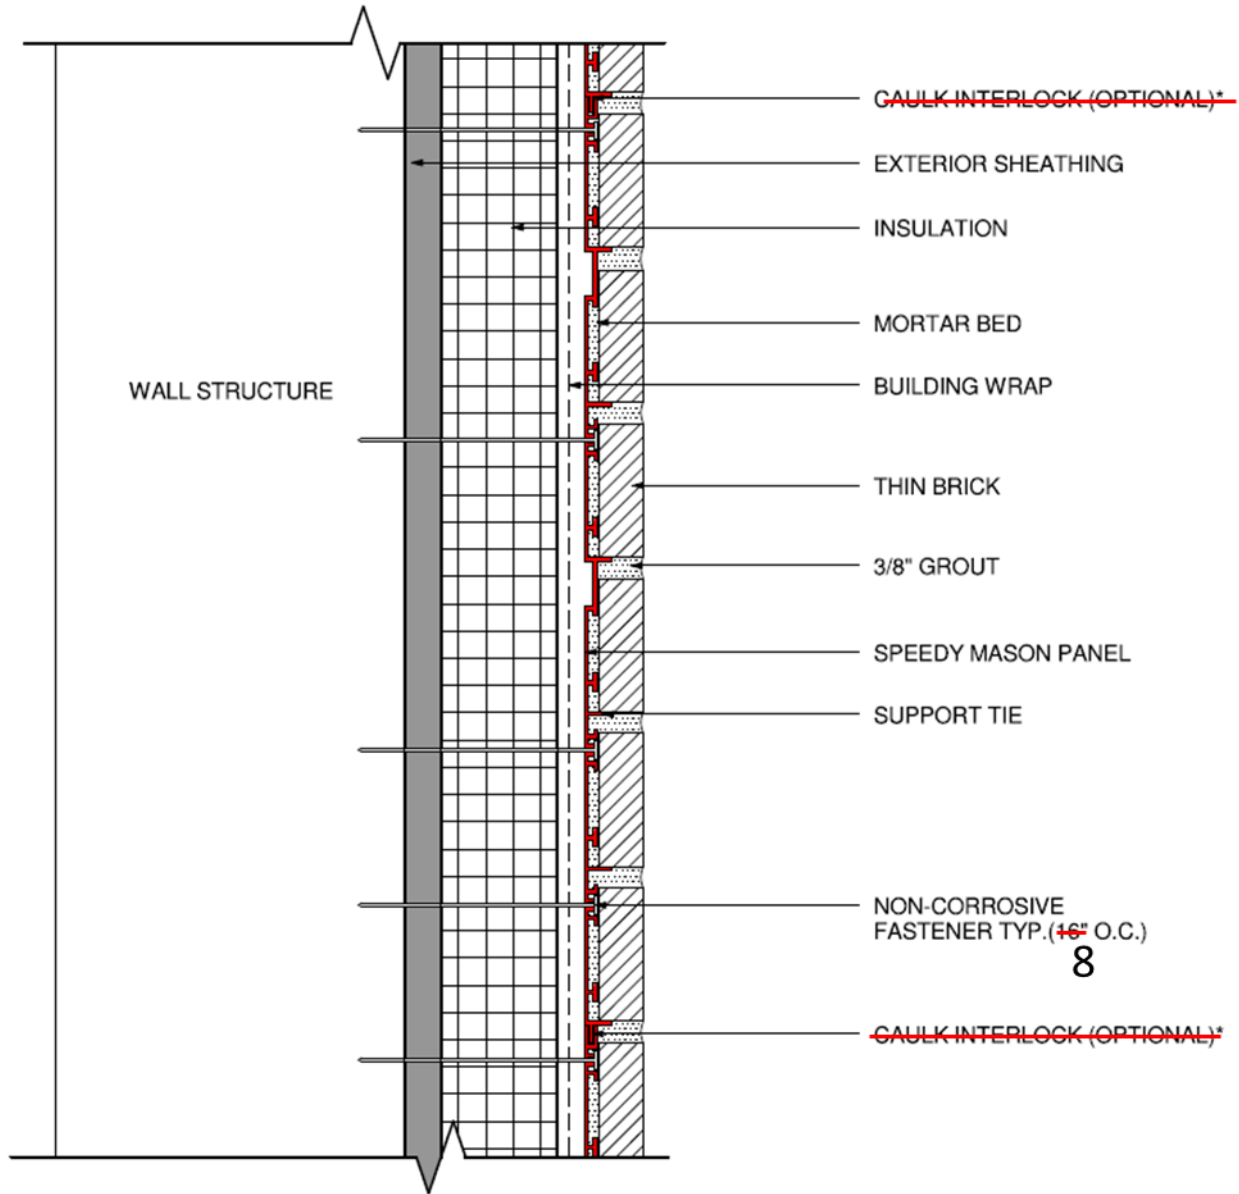 CAULK INTERLOCK (OPTIONAL)*
EXTERIOR SHEATHING
INSULATION
MORTAR BED
BUILDING WRAP
WALL STRUCTURE
THIN BRICK
3/8" GROUT
SPEEDY MASON PANEL
SUPPORT TIE
NON-CORROSIVE
FASTENER TYP.(16" O.C.)
8
CAULK INTERLOCK (OPTIONAL)*